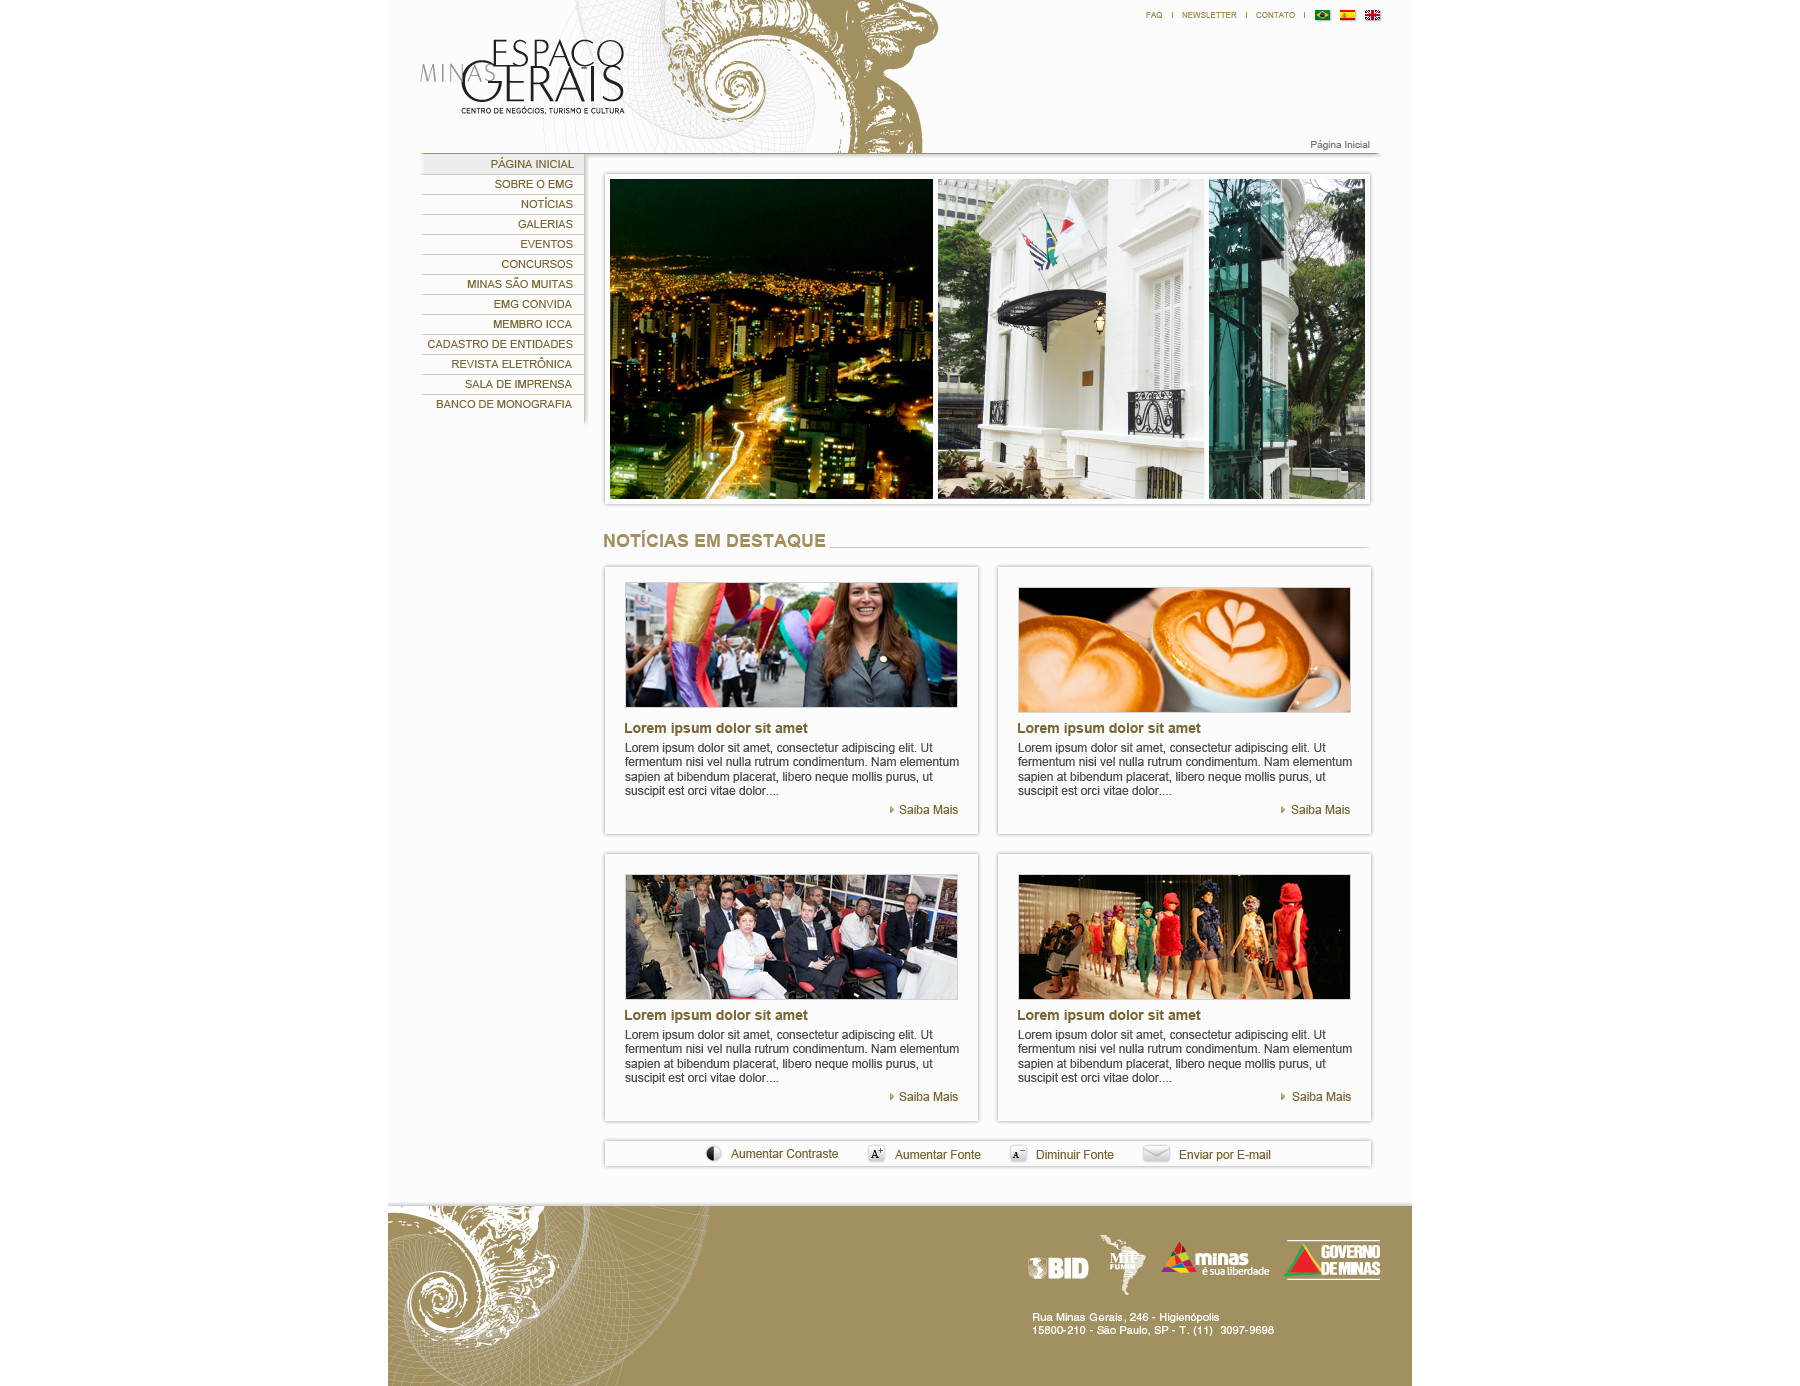 FAQ | NEWSLETTER | CONTATO |
MINAS
ESPAÇO
GERAIS
CENTRO DE NEGÓCIOS, TURISMO E CULTURA
Página Inicial
PÁGINA INICIAL
SOBRE O EMG
NOTÍCIAS
GALERIAS
EVENTOS
CONCURSOS
MINAS SÃO MUITAS
EMG CONVIDA
MEMBRO ICCA
CADASTRO DE ENTIDADES
REVISTA ELETRÔNICA
SALA DE IMPRENSA
BANCO DE MONOGRAFIA
NOTÍCIAS EM DESTAQUE
Lorem ipsum dolor sit amet
Lorem ipsum dolor sit amet, consectetur adipiscing elit. Ut
fermentum nisi vel nulla rutrum condimentum. Nam elementum
sapien at bibendum placerat, libero neque mollis purus, ut
suscipit est orci vitae dolor....
Saiba Mais
Lorem ipsum dolor sit amet
Lorem ipsum dolor sit amet, consectetur adipiscing elit. Ut
fermentum nisi vel nulla rutrum condimentum. Nam elementum
sapien at bibendum placerat, libero neque mollis purus, ut
suscipit est orci vitae dolor....
Saiba Mais
Lorem ipsum dolor sit amet
Lorem ipsum dolor sit amet, consectetur adipiscing elit. Ut
fermentum nisi vel nulla rutrum condimentum. Nam elementum
sapien at bibendum placerat, libero neque mollis purus, ut
suscipit est orci vitae dolor....
Saiba Mais
Lorem ipsum dolor sit amet
Lorem ipsum dolor sit amet, consectetur adipiscing elit. Ut
fermentum nisi vel nulla rutrum condimentum. Nam elementum
sapien at bibendum placerat, libero neque mollis purus, ut
suscipit est orci vitae dolor....
Saiba Mais
Aumentar Contraste A+ Aumentar Fonte A- Diminuir Fonte Enviar por E-mail
BID
MIF
FUMIN
minas
é sua liberdade
GOVERNO
DE MINAS
Rua Minas Gerais, 246 - Higienópolis
15800-210 - São Paulo, SP - T. (11) 3097-9698